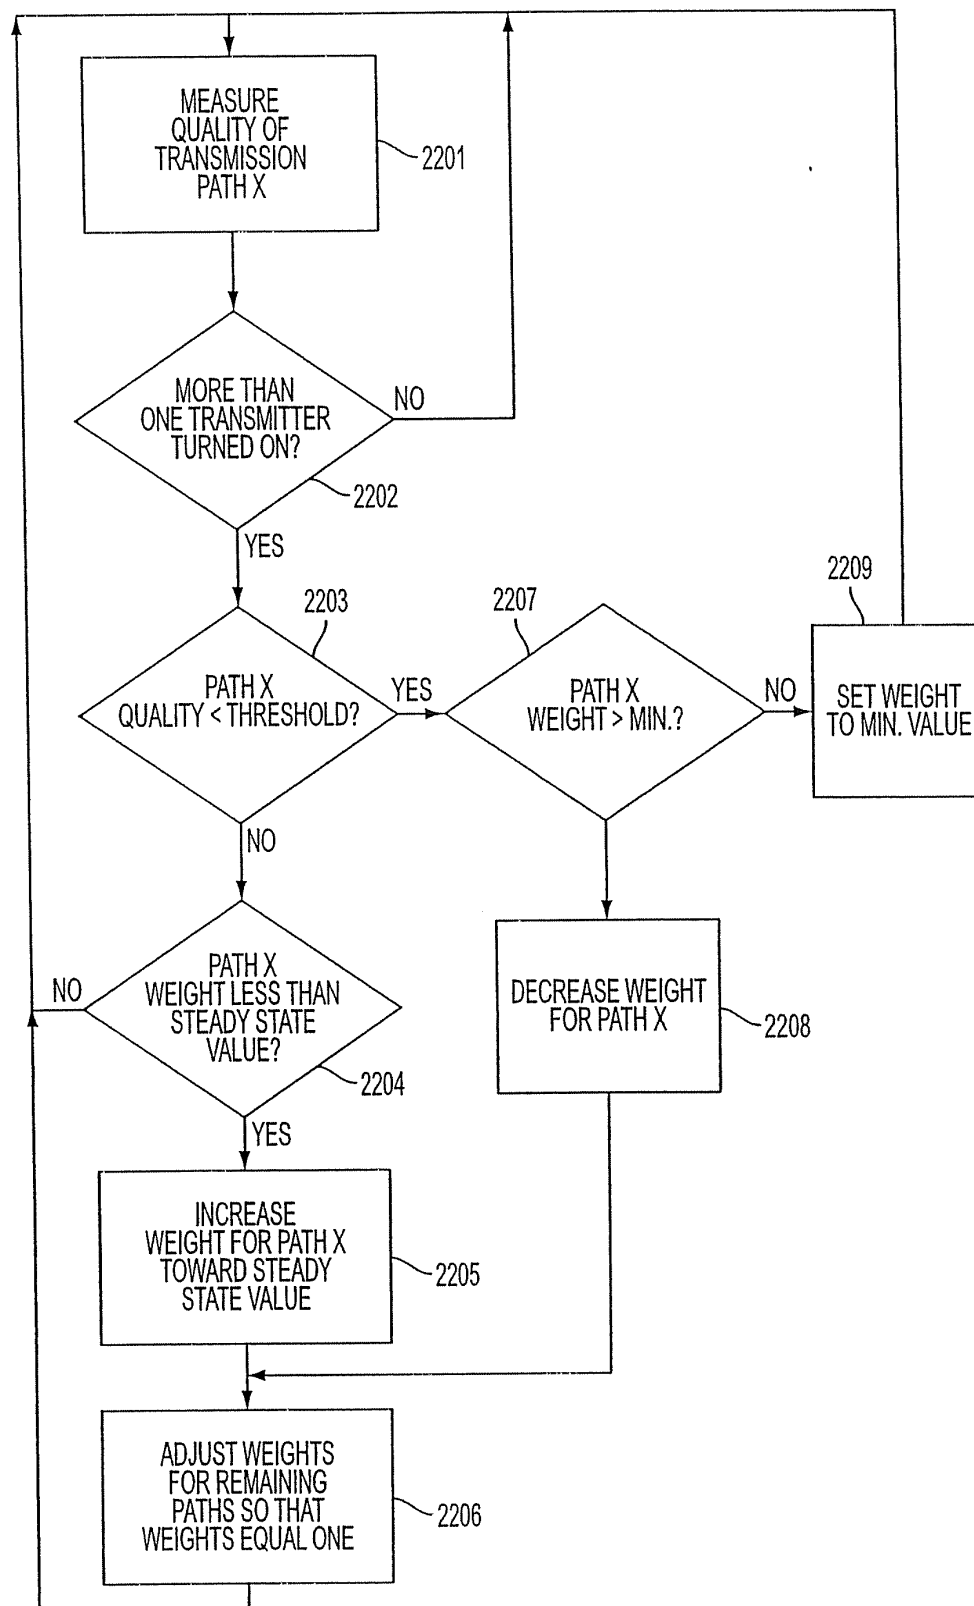 MEASURE
QUALITY OF
TRANSMISSION
PATH X
2201
MORE THAN
ONE TRANSMITTER
TURNED ON?
NO
2202
YES
2203
PATH X
QUALITY < THRESHOLD?
YES
2207
PATH X
WEIGHT > MIN.?
NO
2209
SET WEIGHT
TO MIN. VALUE
NO
PATH X
WEIGHT LESS THAN
STEADY STATE
VALUE?
NO
2204
YES
DECREASE WEIGHT
FOR PATH X
2208
INCREASE
WEIGHT FOR PATH X
TOWARD STEADY
STATE VALUE
2205
ADJUST WEIGHTS
FOR REMAINING
PATHS SO THAT
WEIGHTS EQUAL ONE
2206